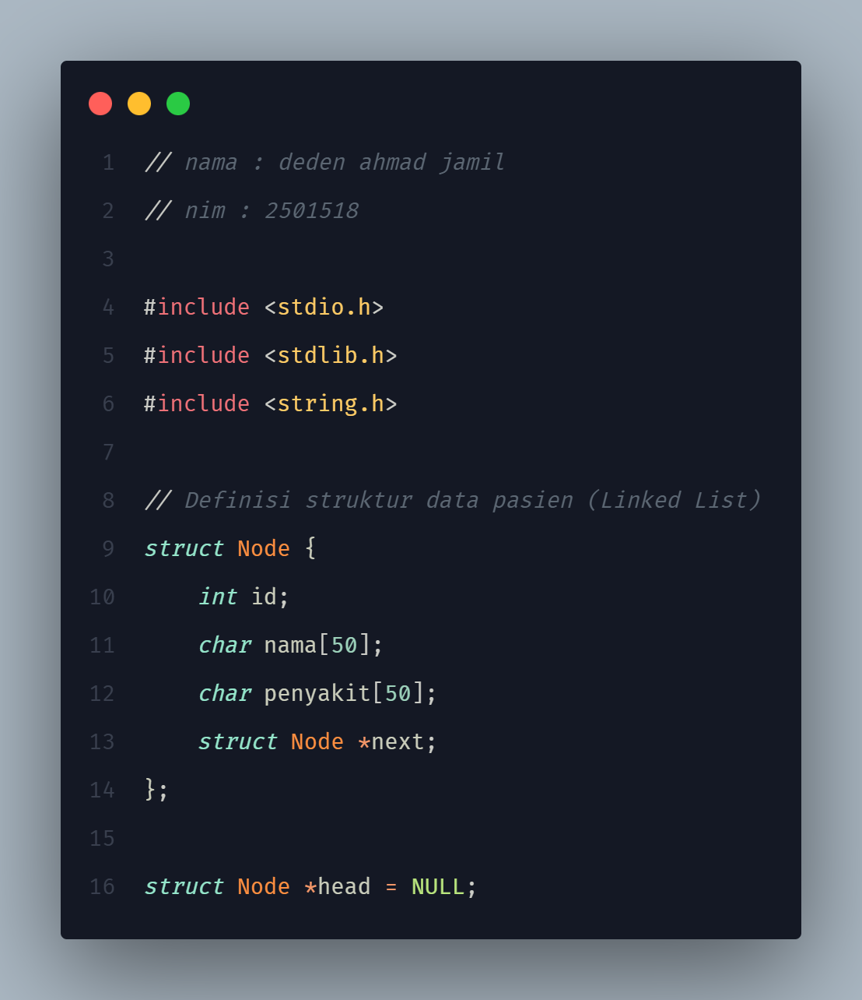 1 // nama : deden ahmad jamil
2 // nim : 2501518
3
4 #include <stdio.h>
5 #include <stdlib.h>
6 #include <string.h>
7
8 // Definisi struktur data pasien (Linked List)
9 struct Node {
10     int id;
11     char nama[50];
12     char penyakit[50];
13     struct Node *next;
14 };
15
16 struct Node *head = NULL;